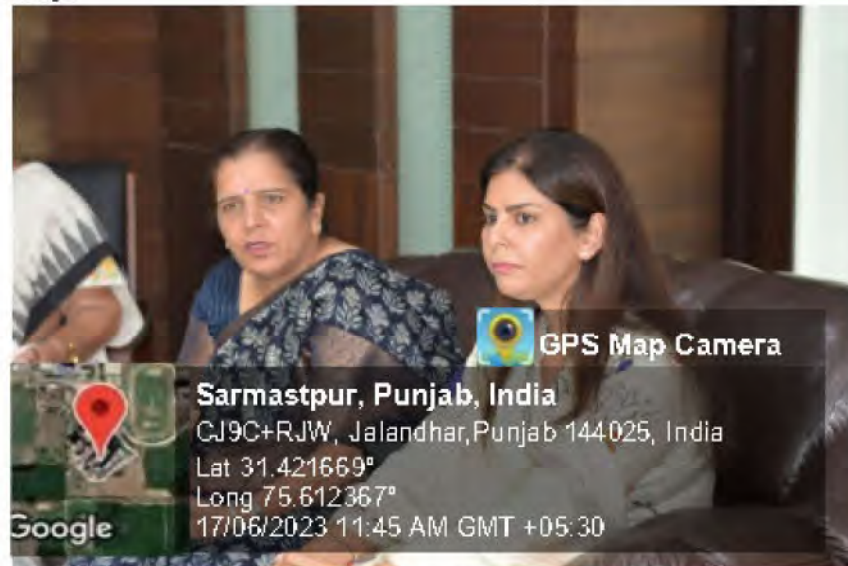 GPS Map Camera
Sarmastpur, Punjab, India
CJ9C+RJW, Jalandhar,Punjab 144025, India
Lat 31.421669°
Long 75.612367°
17/06/2023 11:45 AM GMT +05:30
Google